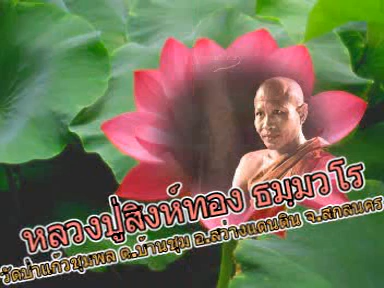 หลวงปู่สิงห์ทอง ธมฺมวโร
วัดป่าแก้วชุมพล ต.บ้านชุม อ.สว่างแดนดิน จ.สกลนคร